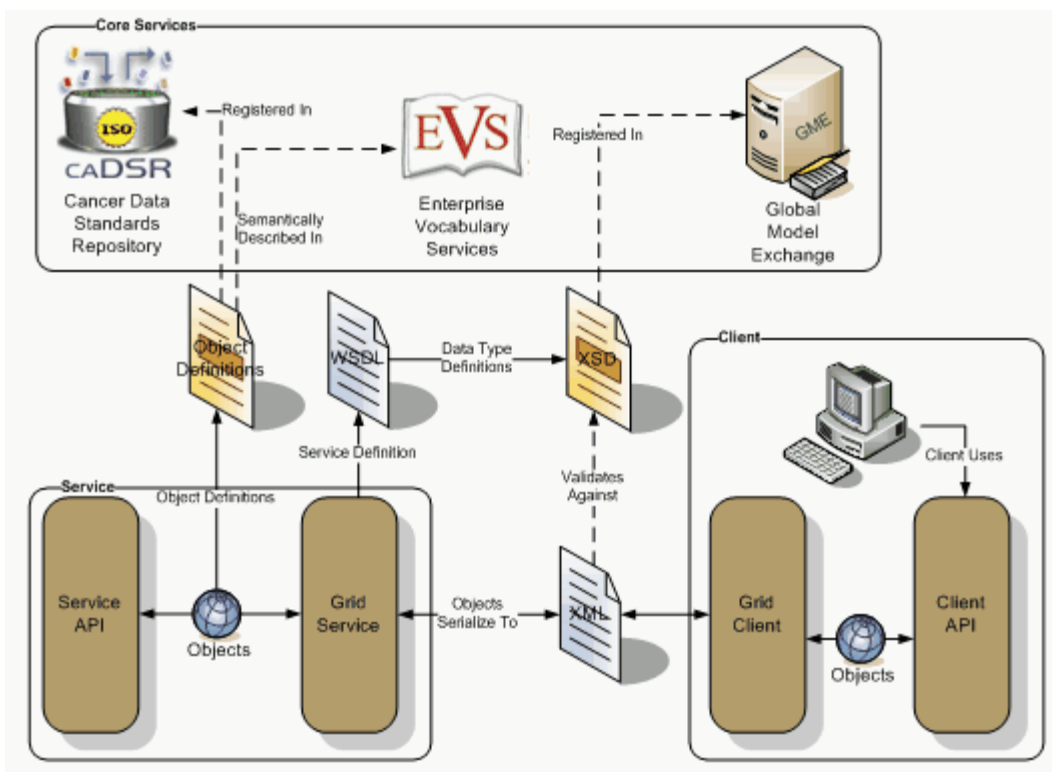 Core Services
ISO
caDSR
Cancer Data
Standards
Repository
Registered In
Semantically
Described In
EVS
Enterprise
Vocabulary
Services
Registered In
GME
Global
Model
Exchange
Object
Definitions
WSDL
Data Type
Definitions
XSD
Client
Client Uses
Service Definition
Validates
Against
Service
Object Definitions
Service
API
Objects
Grid
Service
Objects
Serialize To
XML
Grid
Client
Objects
Client
API